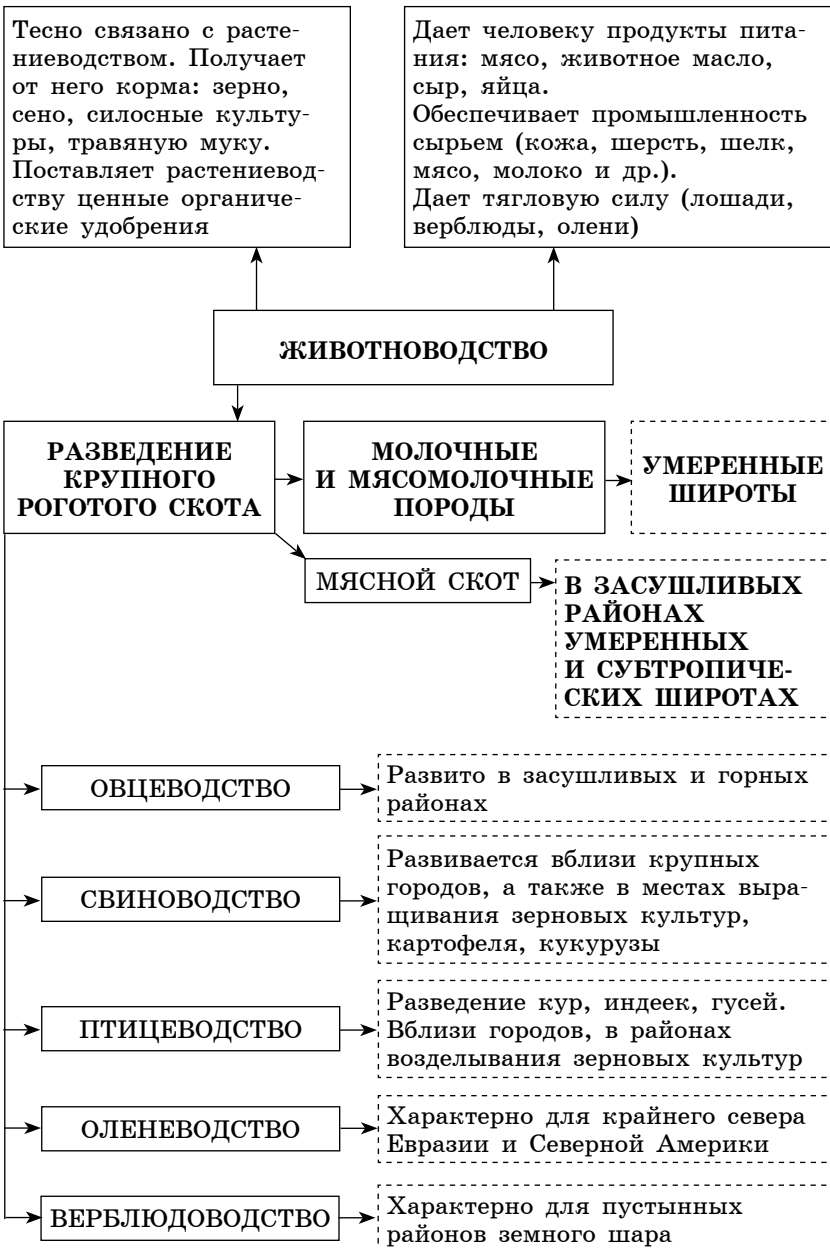 Тесно связано с расте-
ниеводством. Получает
от него корма: зерно,
сено, силосные культу-
ры, травяную муку.
Поставляет растениевод-
ству ценные органиче-
ские удобрения
Дает человеку продукты пита-
ния: мясо, животное масло,
сыр, яйца.
Обеспечивает промышленность
сырьем (кожа, шерсть, шелк,
мясо, молоко и др.).
Дает тягловую силу (лошади,
верблюды, олени)
ЖИВОТНОВОДСТВО
РАЗВЕДЕНИЕ
КРУПНОГО
РОГОТОГО СКОТА
МОЛОЧНЫЕ
И МЯСОМОЛОЧНЫЕ
ПОРОДЫ
УМЕРЕННЫЕ
ШИРОТЫ
МЯСНОЙ СКОТ
В ЗАСУШЛИВЫХ
РАЙОНАХ
УМЕРЕННЫХ
И СУБТРОПИЧЕ-
СКИХ ШИРОТАХ
ОВЦЕВОДСТВО
Развито в засушливых и горных
районах
СВИНОВОДСТВО
Развивается вблизи крупных
городов, а также в местах выра-
щивания зерновых культур,
картофеля, кукурузы
ПТИЦЕВОДСТВО
Разведение кур, индеек, гусей.
Вблизи городов, в районах
возделывания зерновых культур
ОЛЕНЕВОДСТВО
Характерно для крайнего севера
Евразии и Северной Америки
ВЕРБЛЮДОВОДСТВО
Характерно для пустынных
районов земного шара